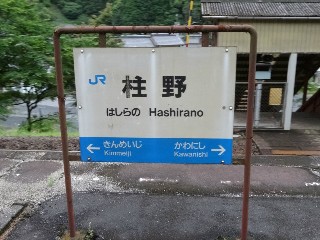 JR 柱野
はしらの Hashirano
← きんめいじ かわにし →
Kinmeiji Kawanishi